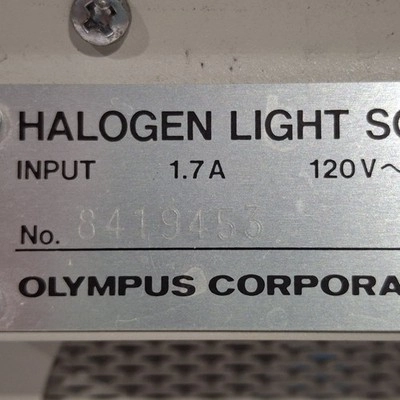 HALOGEN LIGHT SO
INPUT 1.7A 120V~
No. 8419453
OLYMPUS CORPORA